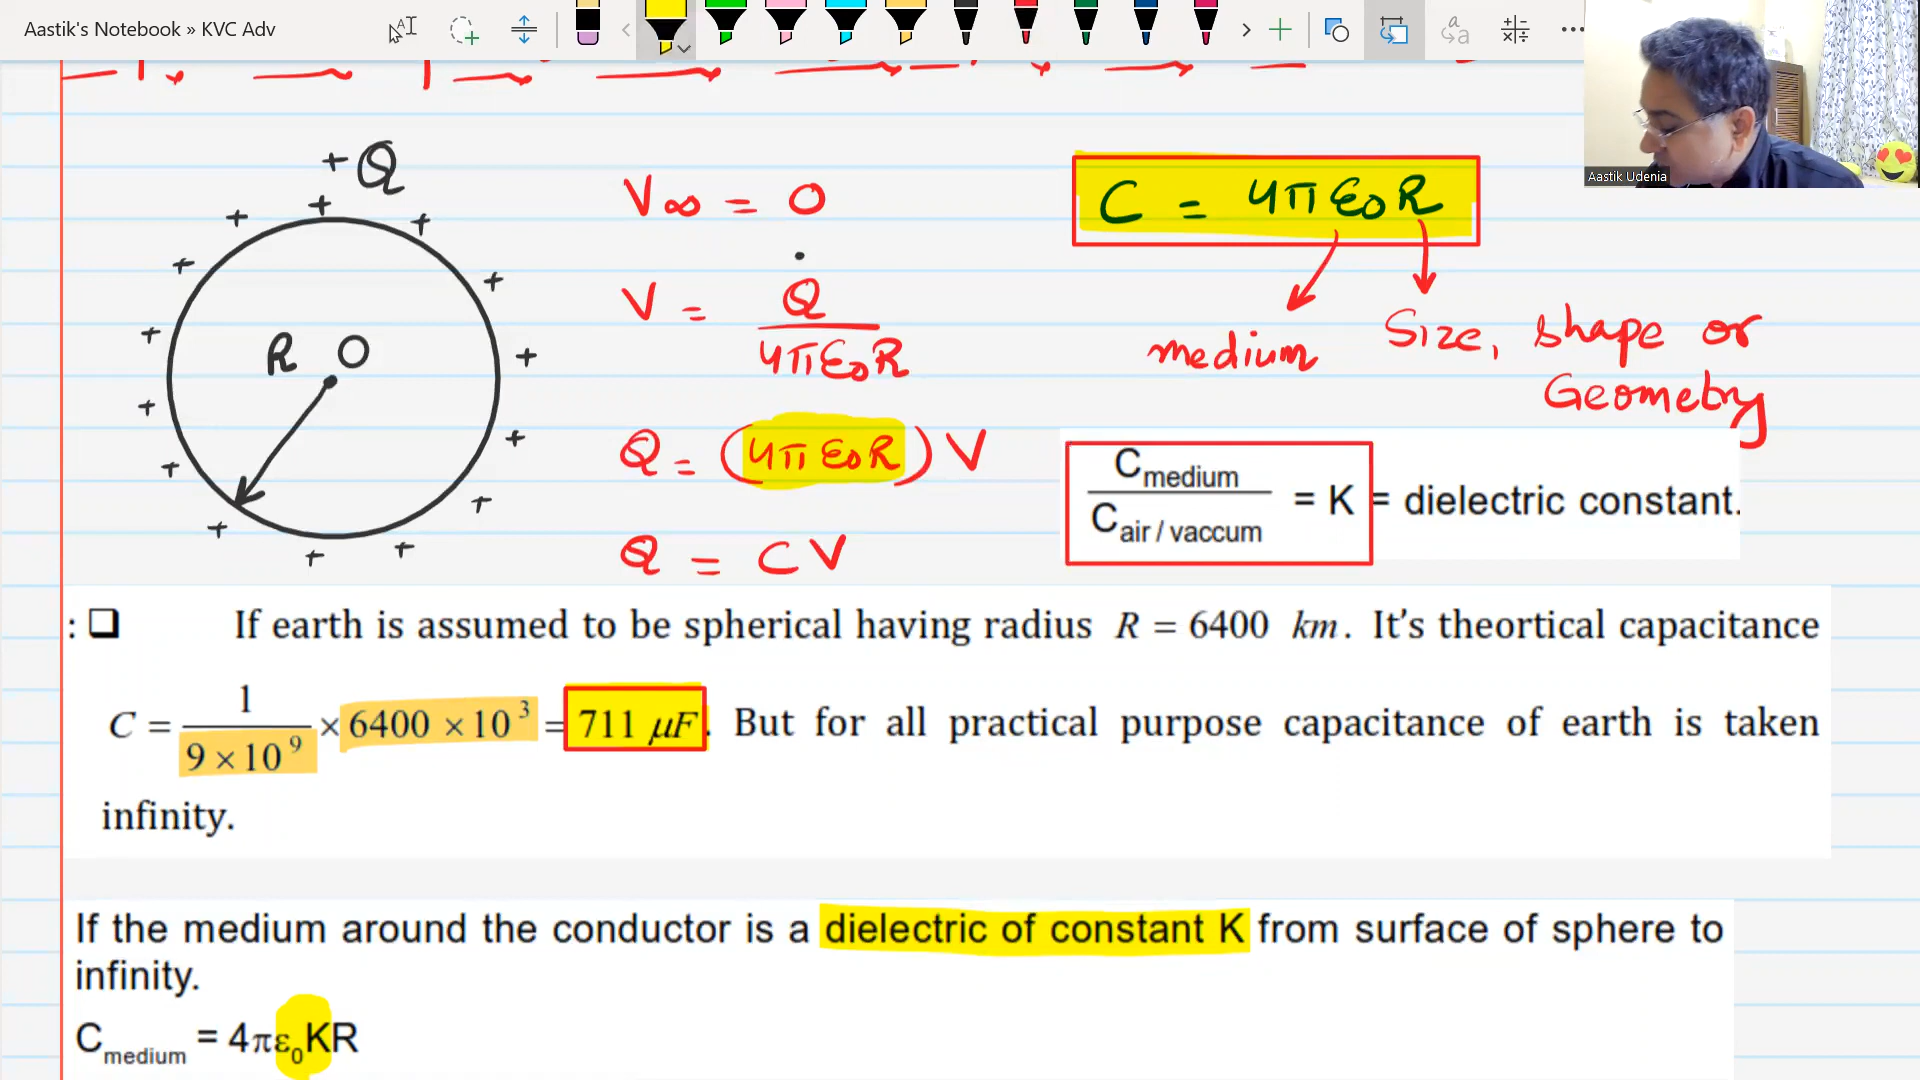 Aastik's Notebook » KVC Adv
Aastik Udenia
+Q
R O
V∞ = 0
V = Q / 4πε0R
Q = (4πε0R) V
Q = CV
C = 4πε0R
medium
Size, shape or
Geometry
Cmedium / Cair / vaccum = K = dielectric constant.
: ❑ If earth is assumed to be spherical having radius R = 6400 km. It's theortical capacitance
C = 1 / 9×10⁹ × 6400 ×10³ = 711 μF. But for all practical purpose capacitance of earth is taken
infinity.
If the medium around the conductor is a dielectric of constant K from surface of sphere to
infinity.
Cmedium = 4πε0KR